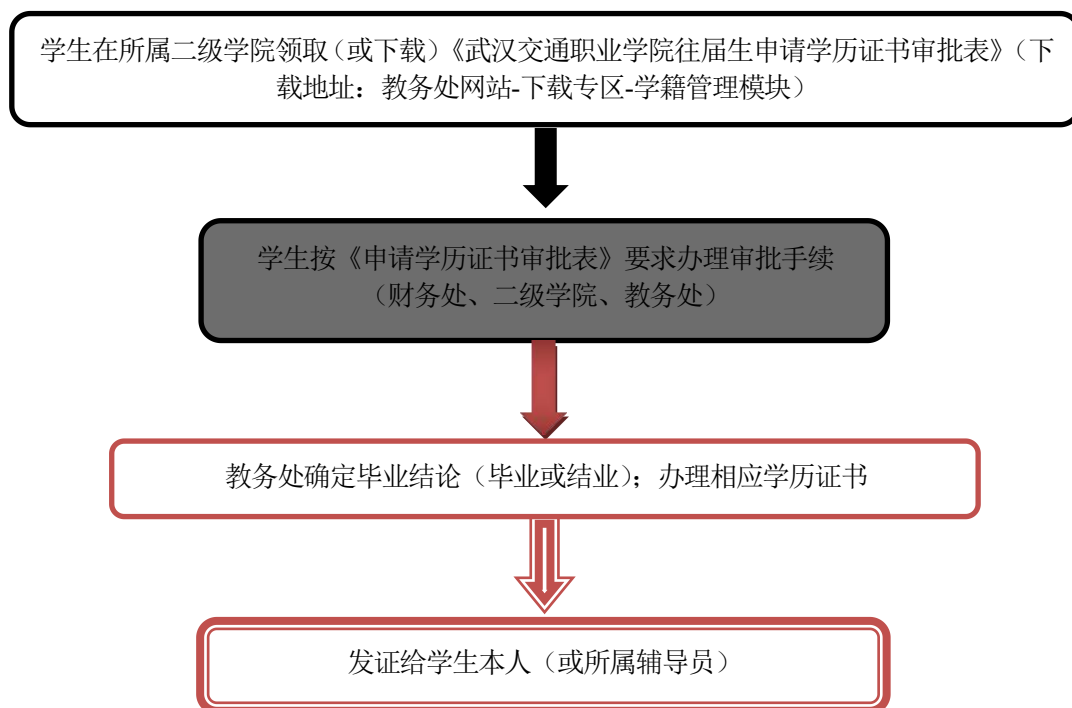 学生在所属二级学院领取（或下载）《武汉交通职业学院往届生申请学历证书审批表》（下
载地址：教务处网站-下载专区-学籍管理模块）
学生按《申请学历证书审批表》要求办理审批手续
（财务处、二级学院、教务处）
教务处确定毕业结论（毕业或结业）；办理相应学历证书
发证给学生本人（或所属辅导员）